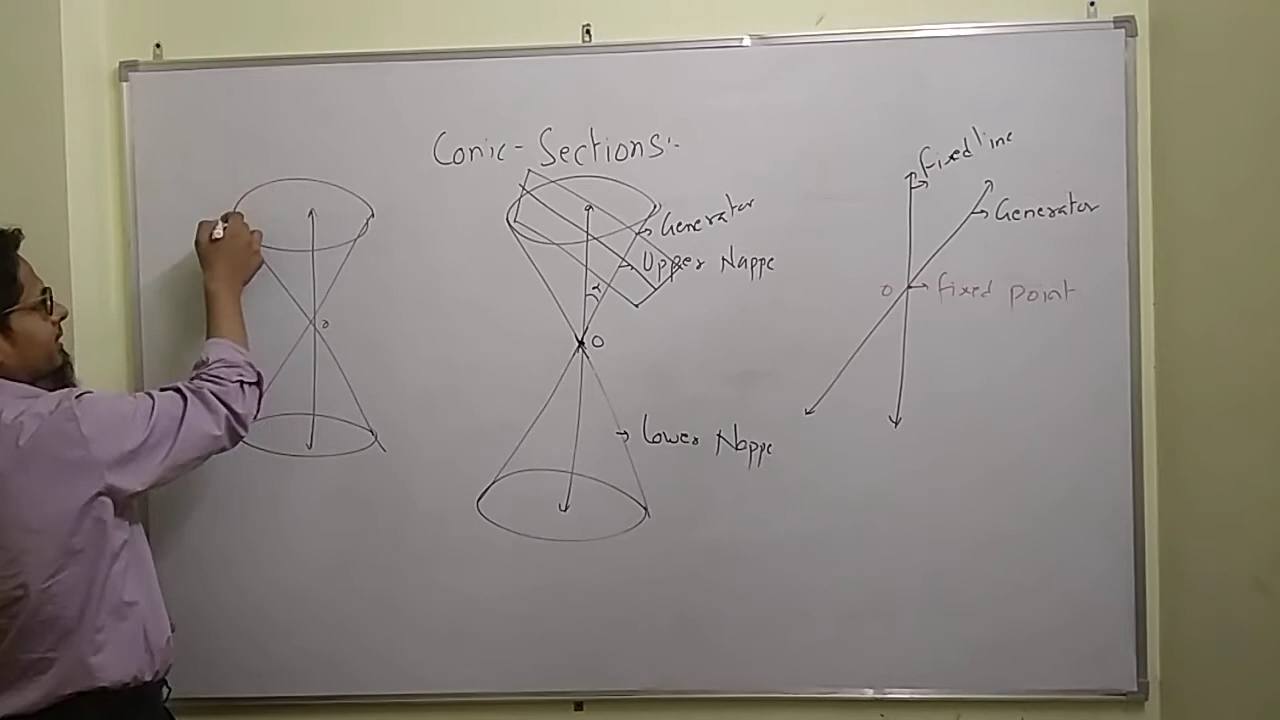 Conic-Sections:-
fixed line
Generator
Generator
Upper Nappe
α
O fixed point
O
O
Lower Nappe